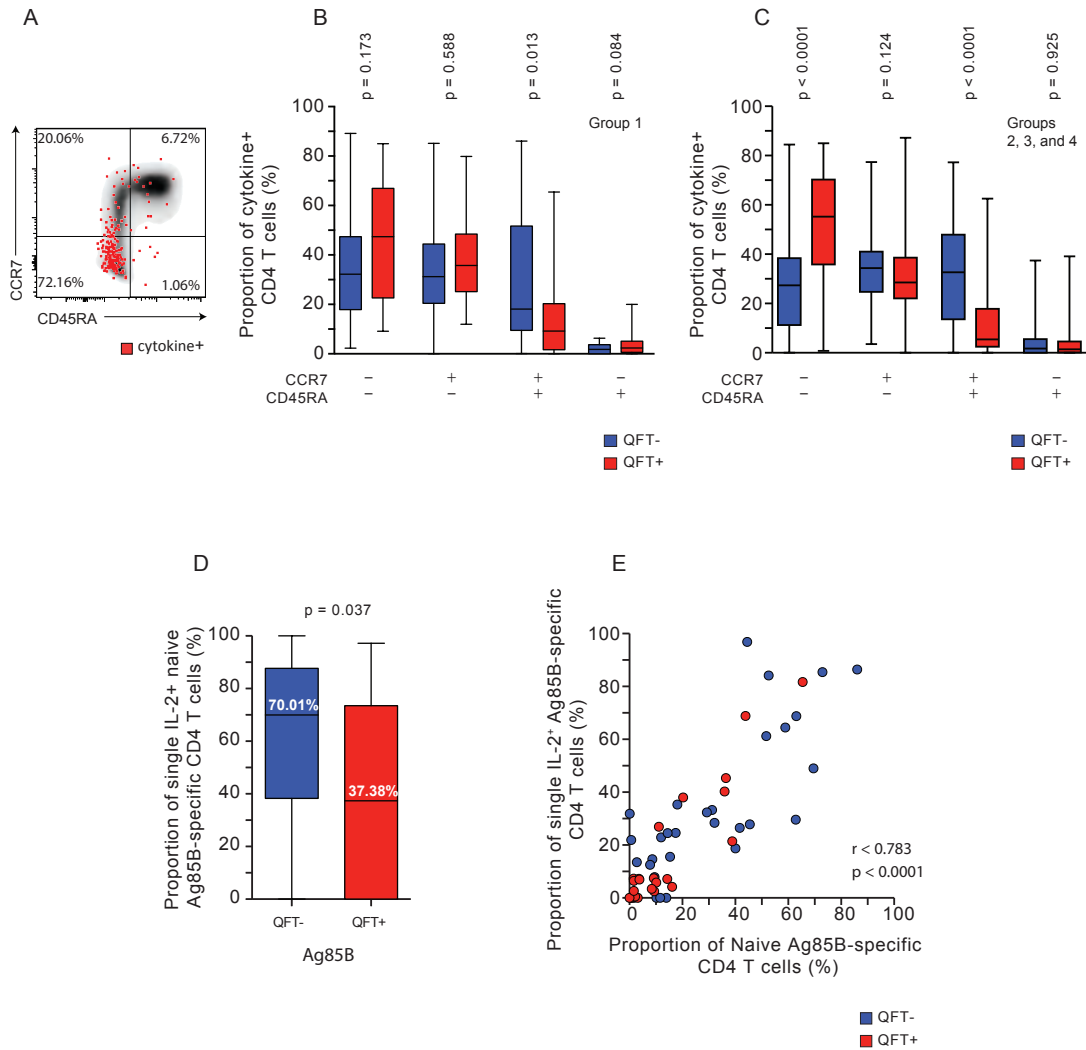 A
20.06%
6.72%
72.16%
1.06%
CCR7
CD45RA
cytokine+
B
p = 0.173
p = 0.588
p = 0.013
p = 0.084
Group 1
Proportion of cytokine+
CD4 T cells (%)
100
80
60
40
20
0
CCR7 – + + –
CD45RA – – + +
QFT-
QFT+
C
p < 0.0001
p = 0.124
p < 0.0001
p = 0.925
Groups
2, 3, and 4
Proportion of cytokine+
CD4 T cells (%)
100
80
60
40
20
0
CCR7 – + + –
CD45RA – – + +
QFT-
QFT+
D
p = 0.037
Proportion of single IL-2+ naive
Ag85B-specific CD4 T cells (%)
100
80
60
40
20
0
70.01%
37.38%
QFT- QFT+
Ag85B
E
Proportion of single IL-2⁺ Ag85B-specific
CD4 T cells (%)
100
80
60
40
20
0
r < 0.783
p < 0.0001
0 20 40 60 80 100
Proportion of Naive Ag85B-specific
CD4 T cells (%)
QFT-
QFT+